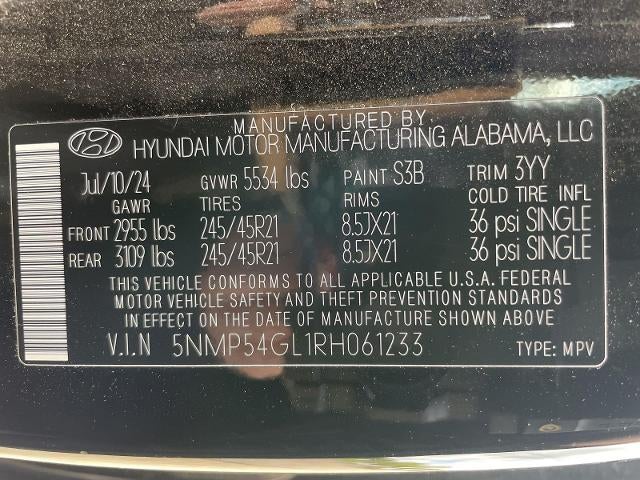 MANUFACTURED BY
HYUNDAI MOTOR MANUFACTURING ALABAMA, LLC
Jul/10/24 GVWR 5534 lbs PAINT S3B TRIM 3YY
GAWR TIRES RIMS COLD TIRE INFL
FRONT 2955 lbs 245/45R21 8.5JX21 36 psi SINGLE
REAR 3109 lbs 245/45R21 8.5JX21 36 psi SINGLE
THIS VEHICLE CONFORMS TO ALL APPLICABLE U.S.A. FEDERAL
MOTOR VEHICLE SAFETY AND THEFT PREVENTION STANDARDS
IN EFFECT ON THE DATE OF MANUFACTURE SHOWN ABOVE
V.I.N 5NMP54GL1RH061233 TYPE: MPV